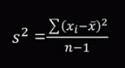 s² = ∑(xᵢ−x̄)² / n−1